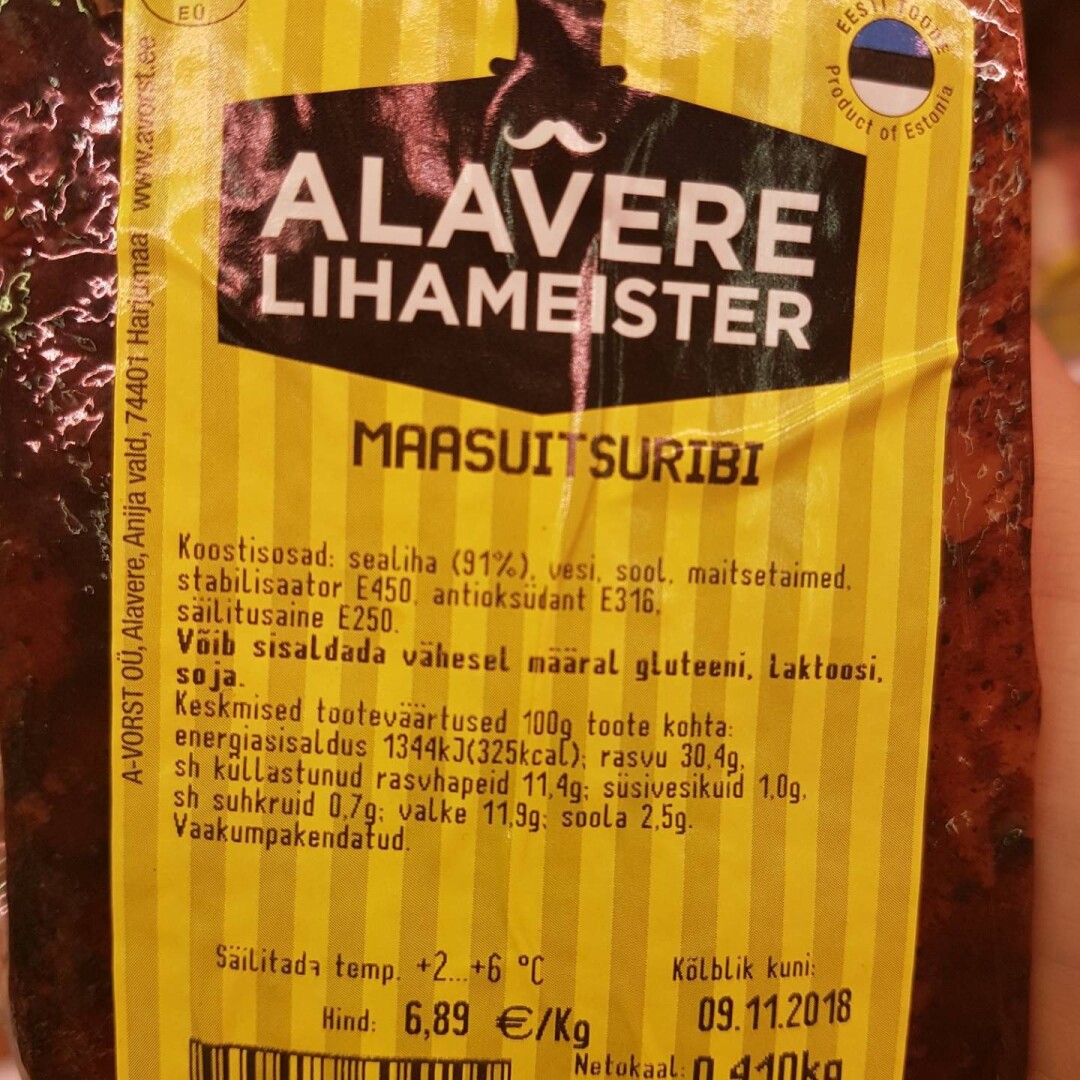 EÜ
EESTI TOODE
Product of Estonia
www.avorst.ee
A-VORST OÜ, Alavere, Anija vald, 74401 Harjumaa
ALAVERE
LIHAMEISTER
MAASUITSURIBI
Koostisosad: sealiha (91%), vesi, sool, maitsetaimed,
stabilisaator E450, antioksüdant E316,
säilitusaine E250.
Võib sisaldada vähesel määral gluteeni, laktoosi,
soja.
Keskmised tooteväärtused 100g toote kohta:
energiasisaldus 1344kJ(325kcal); rasvu 30,4g,
sh küllastunud rasvhapeid 11,4g; süsivesikuid 1,0g,
sh suhkruid 0,7g; valke 11,9g; soola 2,5g.
Vaakumpakendatud.
Säilitada temp. +2...+6 °C
Kõlblik kuni:
09.11.2018
Hind: 6,89 €/Kg
Netokaal: 0,410kg